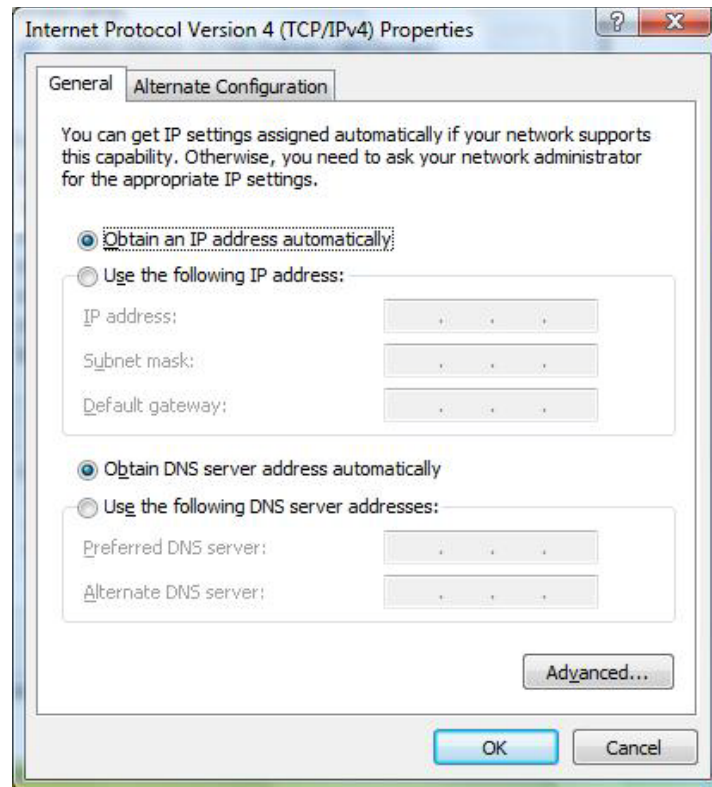 Internet Protocol Version 4 (TCP/IPv4) Properties
?
X
General
Alternate Configuration
You can get IP settings assigned automatically if your network supports
this capability. Otherwise, you need to ask your network administrator
for the appropriate IP settings.
Obtain an IP address automatically
Use the following IP address:
IP address:
. . .
Subnet mask:
. . .
Default gateway:
. . .
Obtain DNS server address automatically
Use the following DNS server addresses:
Preferred DNS server:
. . .
Alternate DNS server:
. . .
Advanced...
OK
Cancel